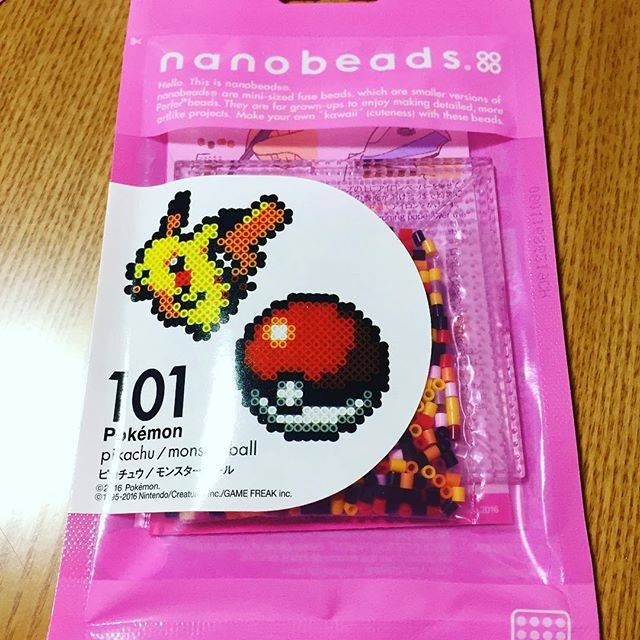 nanobeads.
Hello. This is nanobeads®.
nanobeads® are mini-sized fuse beads, which are smaller versions of
Perler® beads. They are for grown-ups to enjoy making detailed, more
artlike projects. Make your own "kawaii" (cuteness) with these beads.
101
Pokémon
pikachu / mons ball
ピカチュウ / モンスター ール
©2016 Pokémon.
©1995-2016 Nintendo/Creatures Inc./GAME FREAK inc.
2016